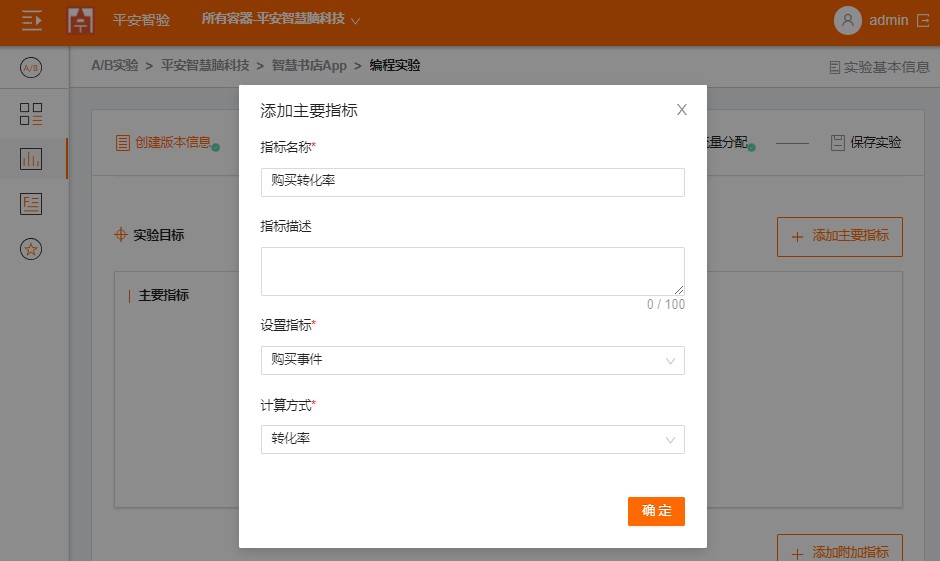 平安智验
所有容器-平安智慧脑科技
admin
A/B实验 > 平安智慧脑科技 > 智慧书店App > 编程实验
实验基本信息
A/B
创建版本信息
流量分配
保存实验
实验目标
+ 添加主要指标
主要指标
添加主要指标
X
指标名称*
购买转化率
指标描述
0 / 100
设置指标*
购买事件
计算方式*
转化率
确定
+ 添加附加指标